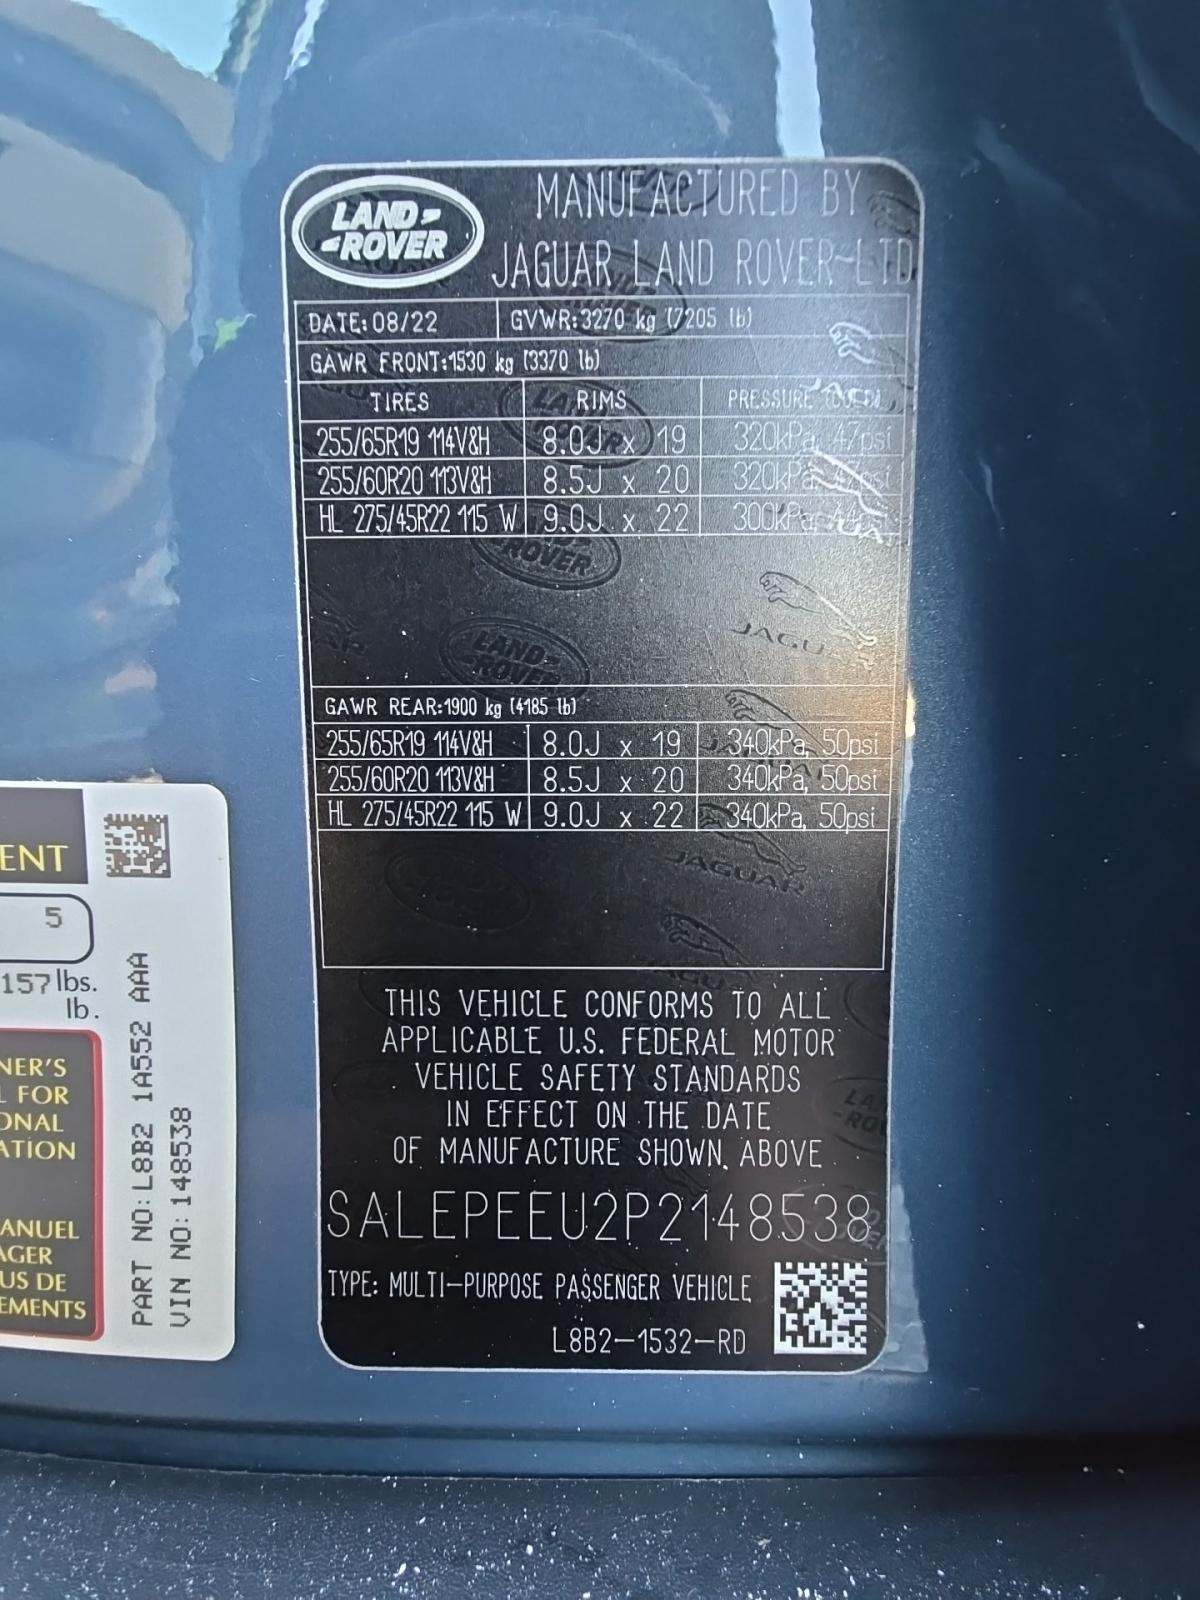 LAND ROVER
MANUFACTURED BY
JAGUAR LAND ROVER LTD
DATE:08/22 GVWR:3270 kg (7205 lb)
GAWR FRONT:1530 kg (3370 lb)
TIRES RIMS PRESSURE (COLD)
255/65R19 114V&H 8.0J x 19 320kPa, 47psi
255/60R20 113V&H 8.5J x 20 320kPa, 47psi
HL 275/45R22 115 W 9.0J x 22 300kPa,
GAWR REAR:1900 kg (4185 lb)
255/65R19 114V&H 8.0J x 19 340kPa, 50psi
255/60R20 113V&H 8.5J x 20 340kPa, 50psi
HL 275/45R22 115 W 9.0J x 22 340kPa, 50psi
THIS VEHICLE CONFORMS TO ALL
APPLICABLE U.S. FEDERAL MOTOR
VEHICLE SAFETY STANDARDS
IN EFFECT ON THE DATE
OF MANUFACTURE SHOWN, ABOVE
SALEPEEU2P2148538
TYPE: MULTI-PURPOSE PASSENGER VEHICLE
L8B2-1532-RD
ENT
5
157 lbs.
lb.
NER'S
L FOR
ONAL
ATION
ANUEL
AGER
US DE
EMENTS
PART NO:L8B2 1A552 AAA
VIN NO:148538